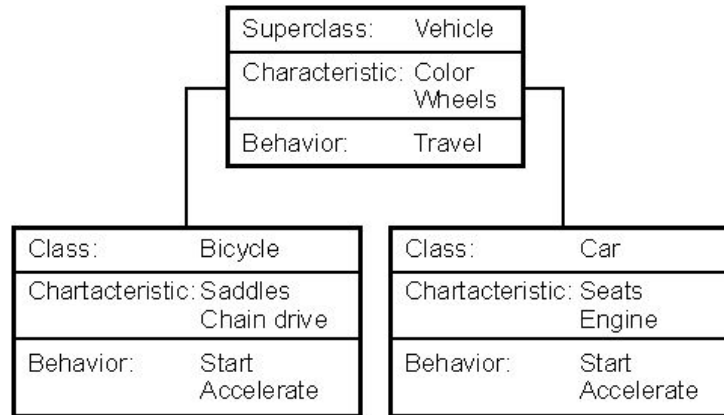 Superclass: Vehicle
Characteristic: Color
Wheels
Behavior: Travel
Class: Bicycle
Chartacteristic: Saddles
Chain drive
Behavior: Start
Accelerate
Class: Car
Chartacteristic: Seats
Engine
Behavior: Start
Accelerate